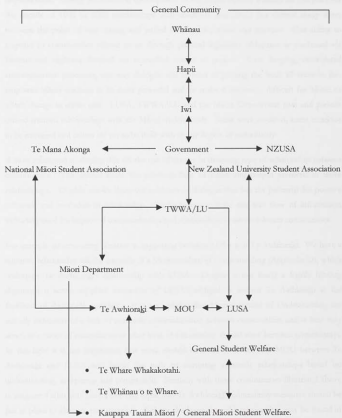 General Community
Whānau
Hapū
Iwi
Te Mana Akonga Government NZUSA
National Māori Student Association New Zealand University Student Association
TWWA/LU
Māori Department
Te Awhioraki MOU LUSA
General Student Welfare
• Te Whare Whakakotahi.
• Te Whānau o te Whare.
• Kaupapa Tauira Māori / General Māori Student Welfare.